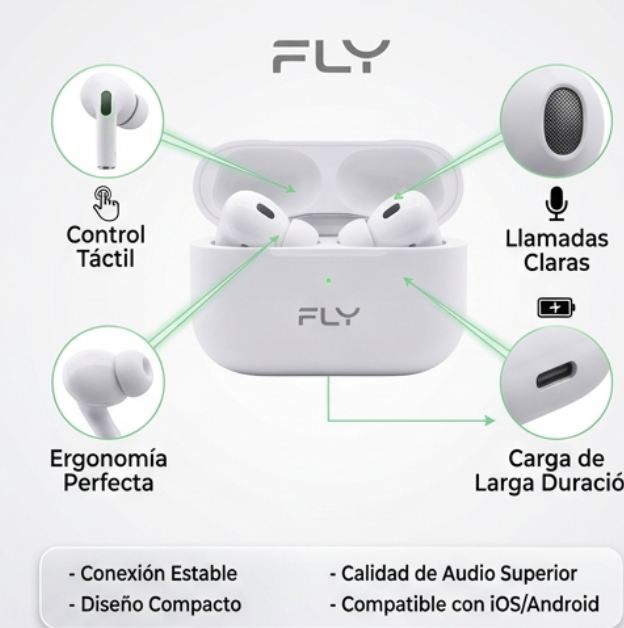 FLY
Control
Táctil
Llamadas
Claras
FLY
Ergonomía
Perfecta
Carga de
Larga Duració
- Conexión Estable
- Diseño Compacto
- Calidad de Audio Superior
- Compatible con iOS/Android